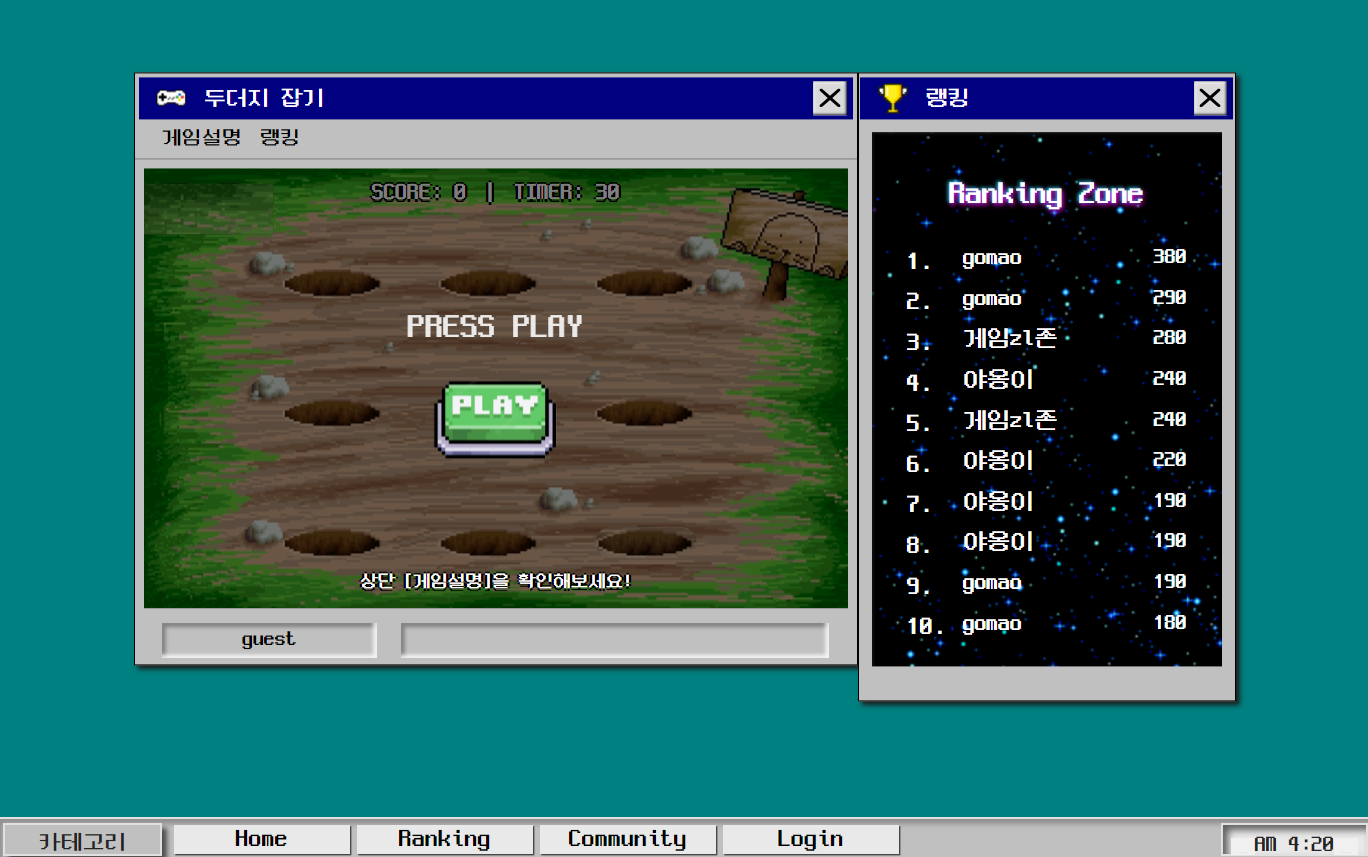 두더지 잡기
게임설명 랭킹
SCORE: 0 | TIMER: 30
PRESS PLAY
PLAY
상단 [게임설명]을 확인해보세요!
guest
랭킹
Ranking Zone
1. gomao 380
2. gomao 290
3. 게임zl존 280
4. 야옹이 240
5. 게임zl존 240
6. 야옹이 220
7. 야옹이 190
8. 야옹이 190
9. gomao 190
10. gomao 180
카테고리 Home Ranking Community Login AM 4:20